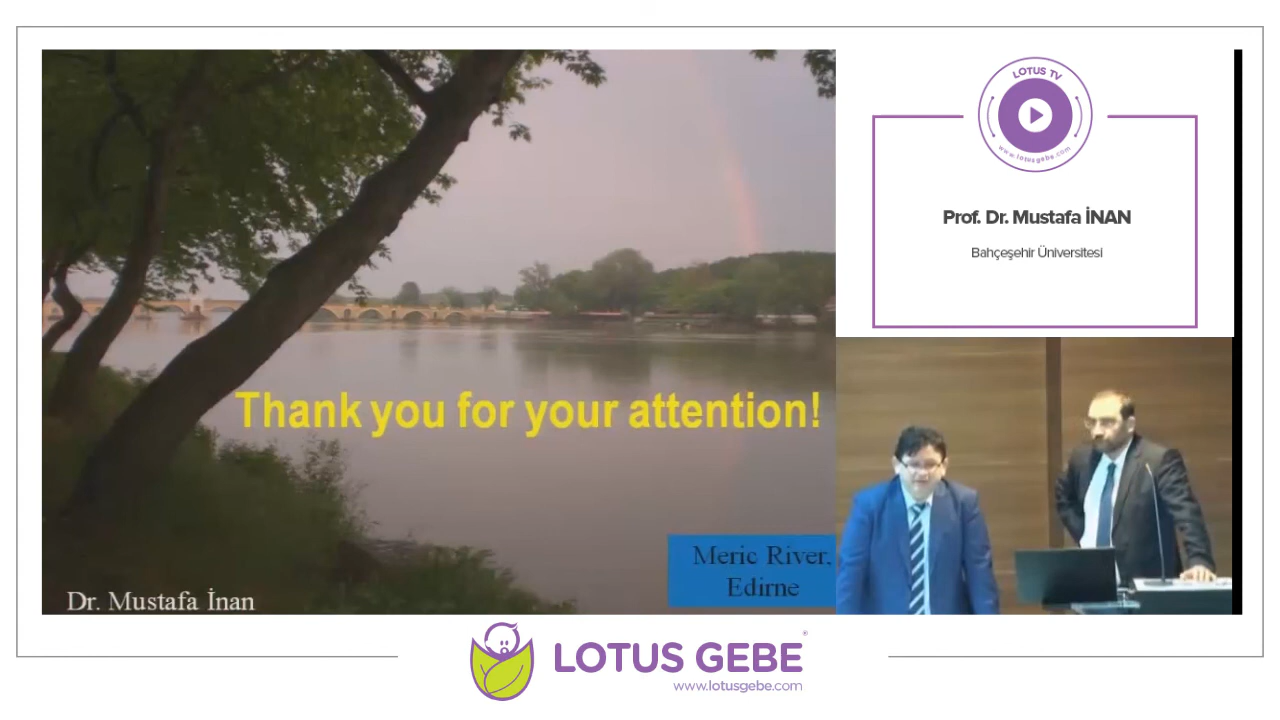 Thank you for your attention!
Meric River,
Edirne
Dr. Mustafa İnan
LOTUS TV
www.lotusgebe.com
Prof. Dr. Mustafa İNAN
Bahçeşehir Üniversitesi
LOTUS GEBE®
www.lotusgebe.com